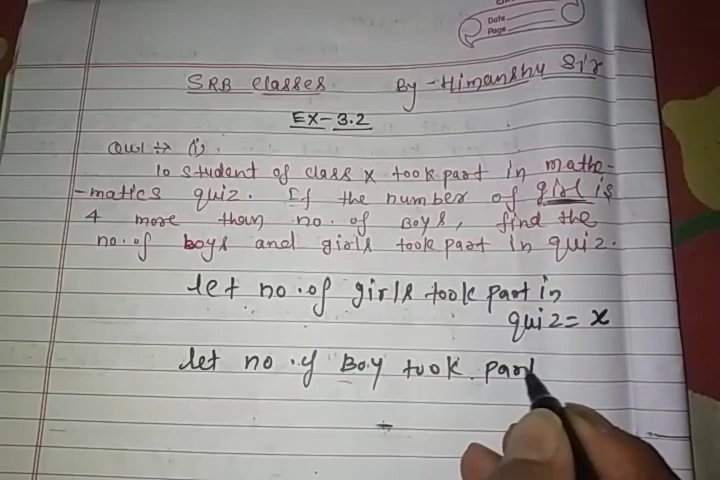 Date
Page
SRB Classes By - Himanshu Sir
EX - 3.2
(i)
10 student of class X took part in mathe-
-matics quiz. If the number of girl is
4 more than no. of Boys, find the
no. of boys and girls took part in quiz.
let no. of girls took part in
quiz = x
let no. of Boy took part